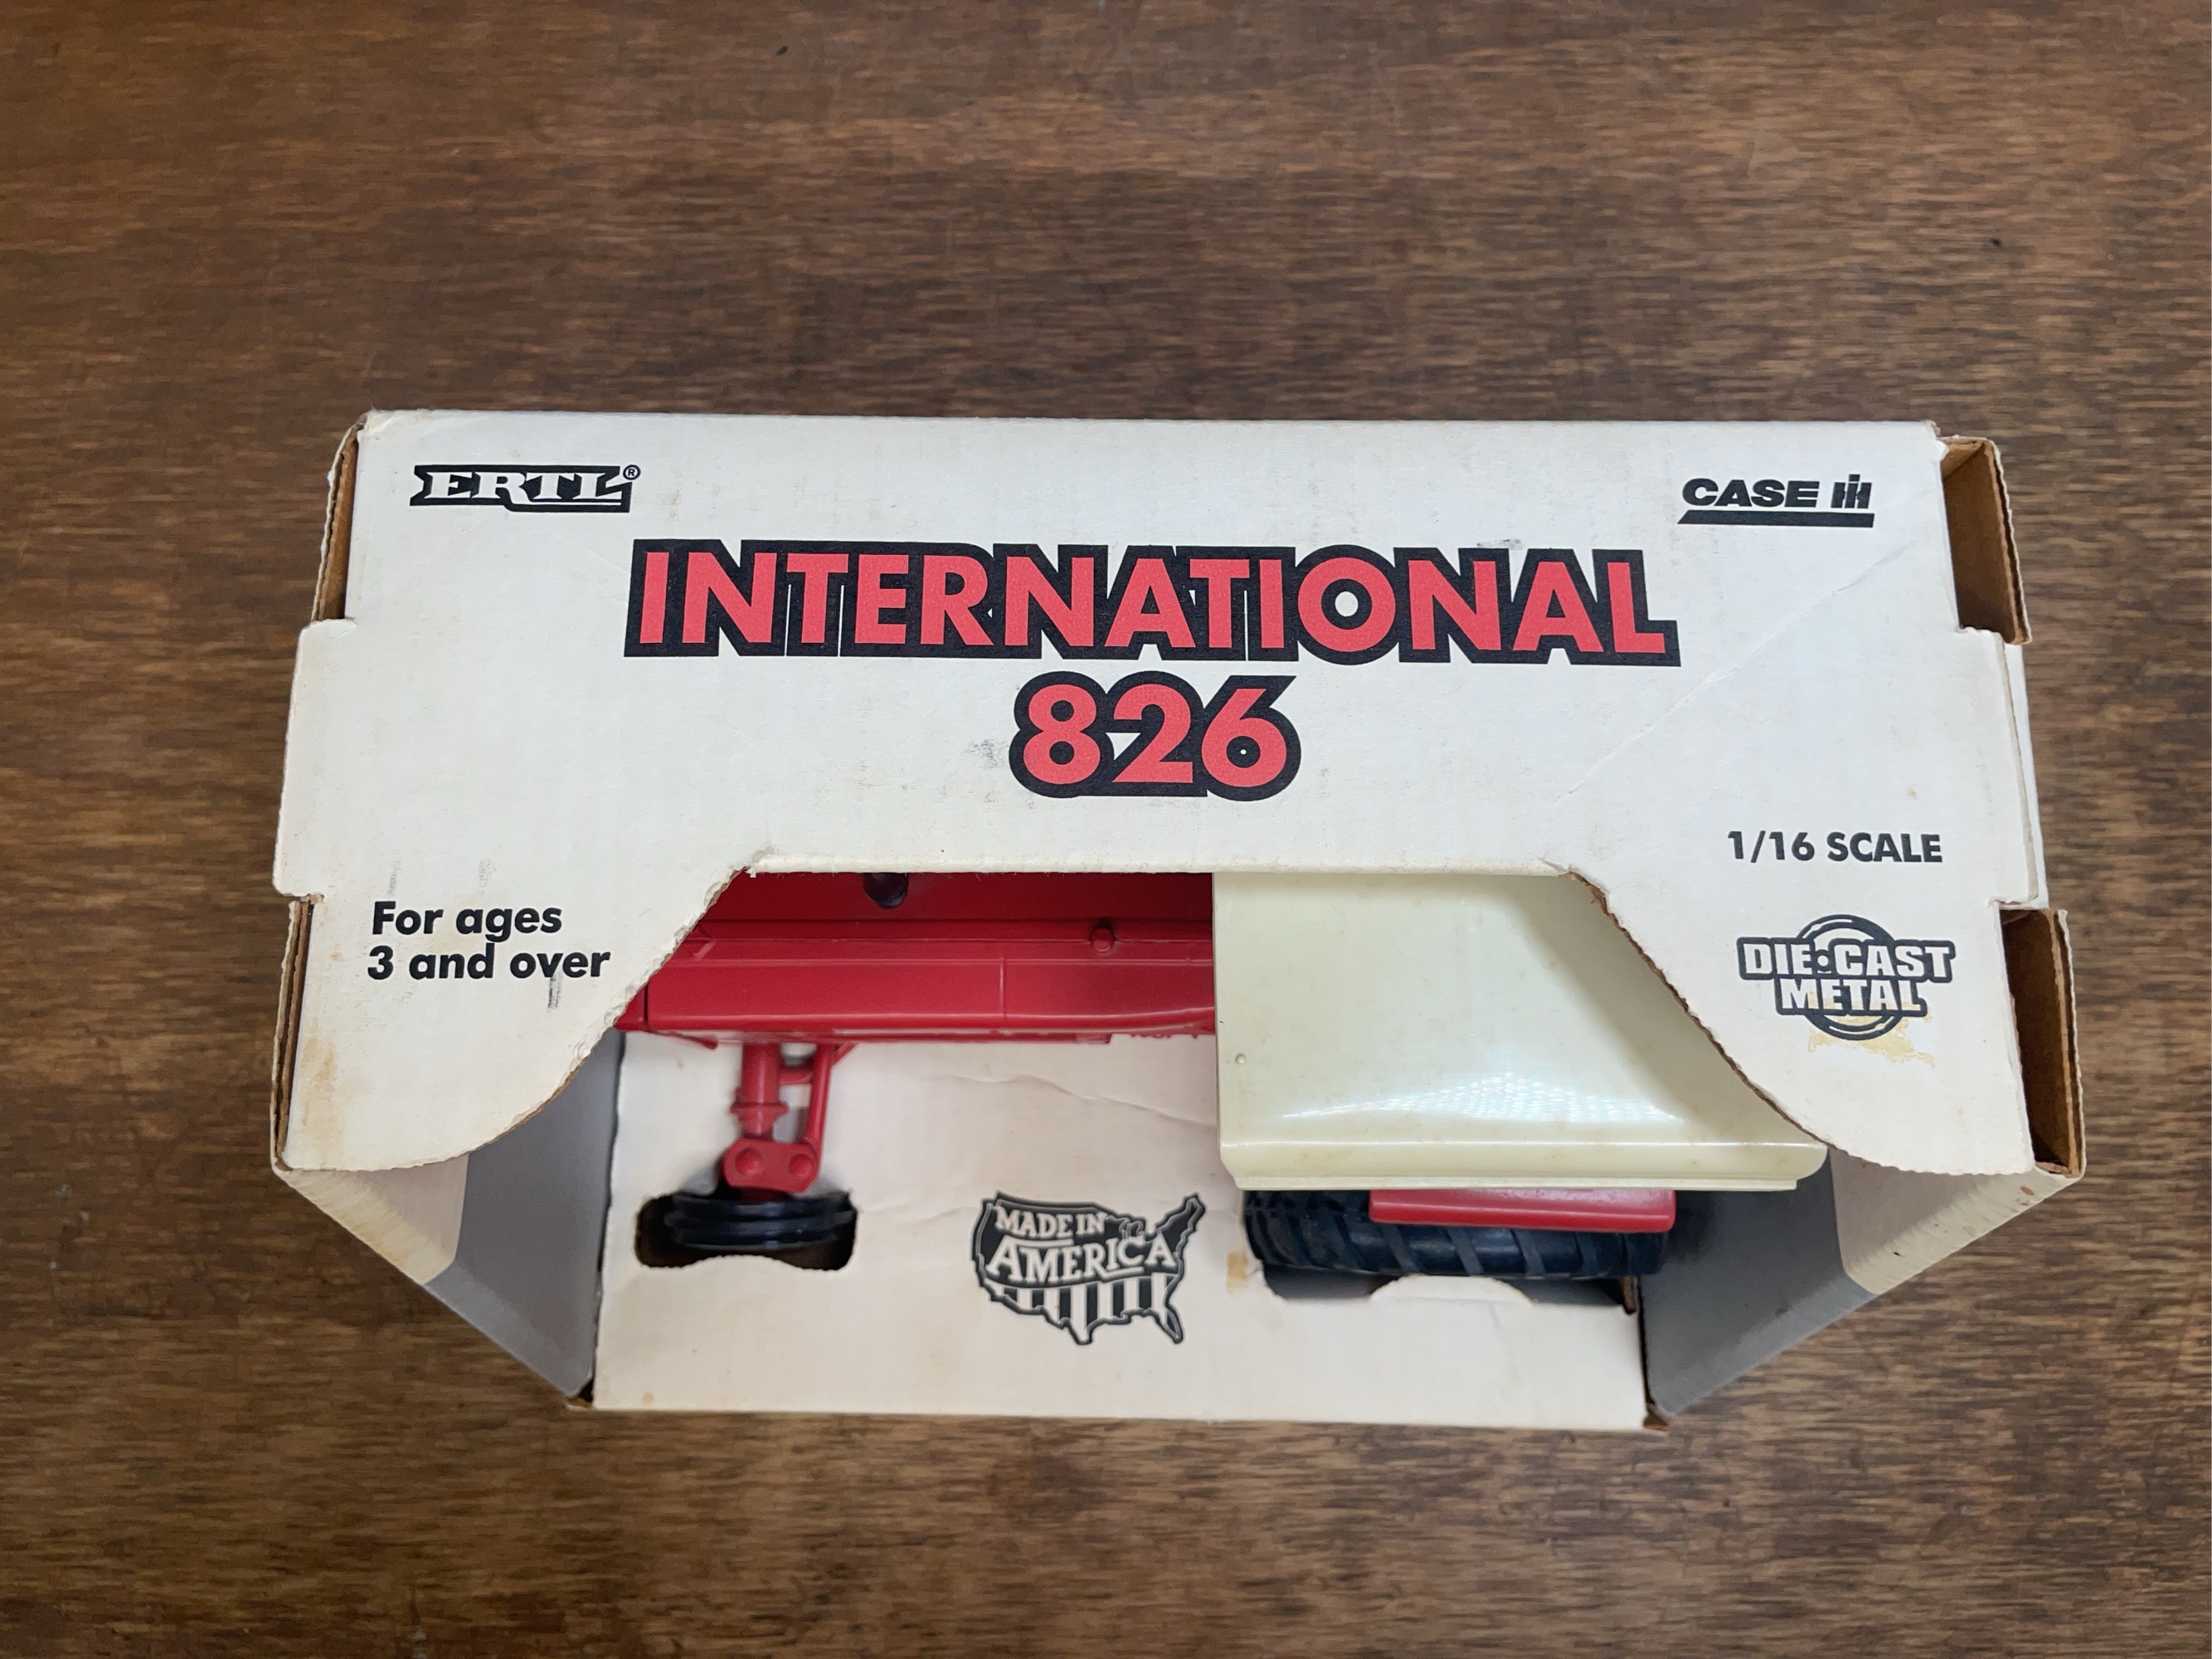 ERTL®
CASE IH
INTERNATIONAL
826
1/16 SCALE
For ages
3 and over
DIE•CAST
METAL
MADE IN
AMERICA